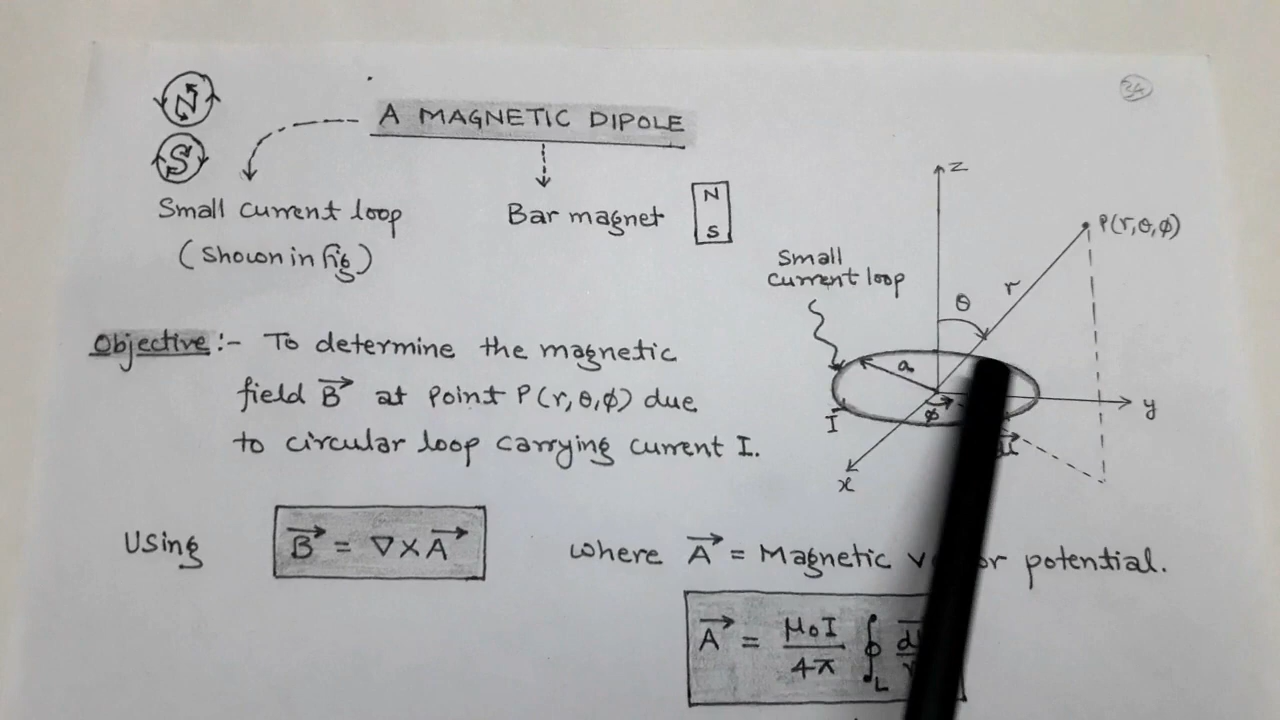 34
N
S
A MAGNETIC DIPOLE
Small current loop
(Shown in fig)
Bar magnet
N
S
z
P(r,θ,φ)
r
θ
Small
current loop
a
φ
I
y
x
Objective :- To determine the magnetic
field B⃗ at point P(r,θ,φ) due
to circular loop carrying current I.
Using
B⃗ = ∇×A⃗
where A⃗ = Magnetic potential.
A⃗ = μ₀I/4π ∮L